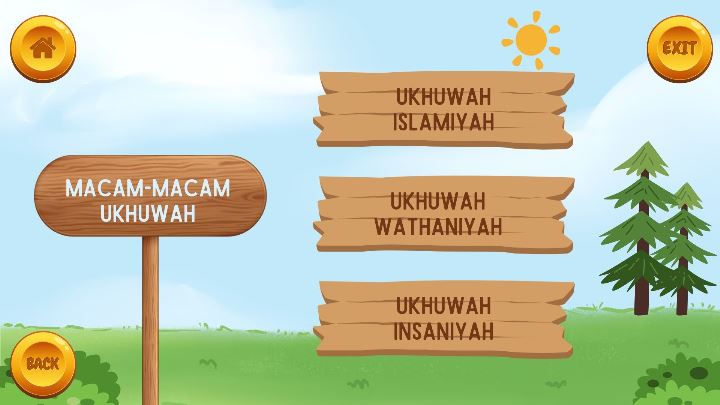 EXIT
UKHUWAH
ISLAMIYAH
MACAM-MACAM
UKHUWAH
UKHUWAH
WATHANIYAH
UKHUWAH
INSANIYAH
BACK